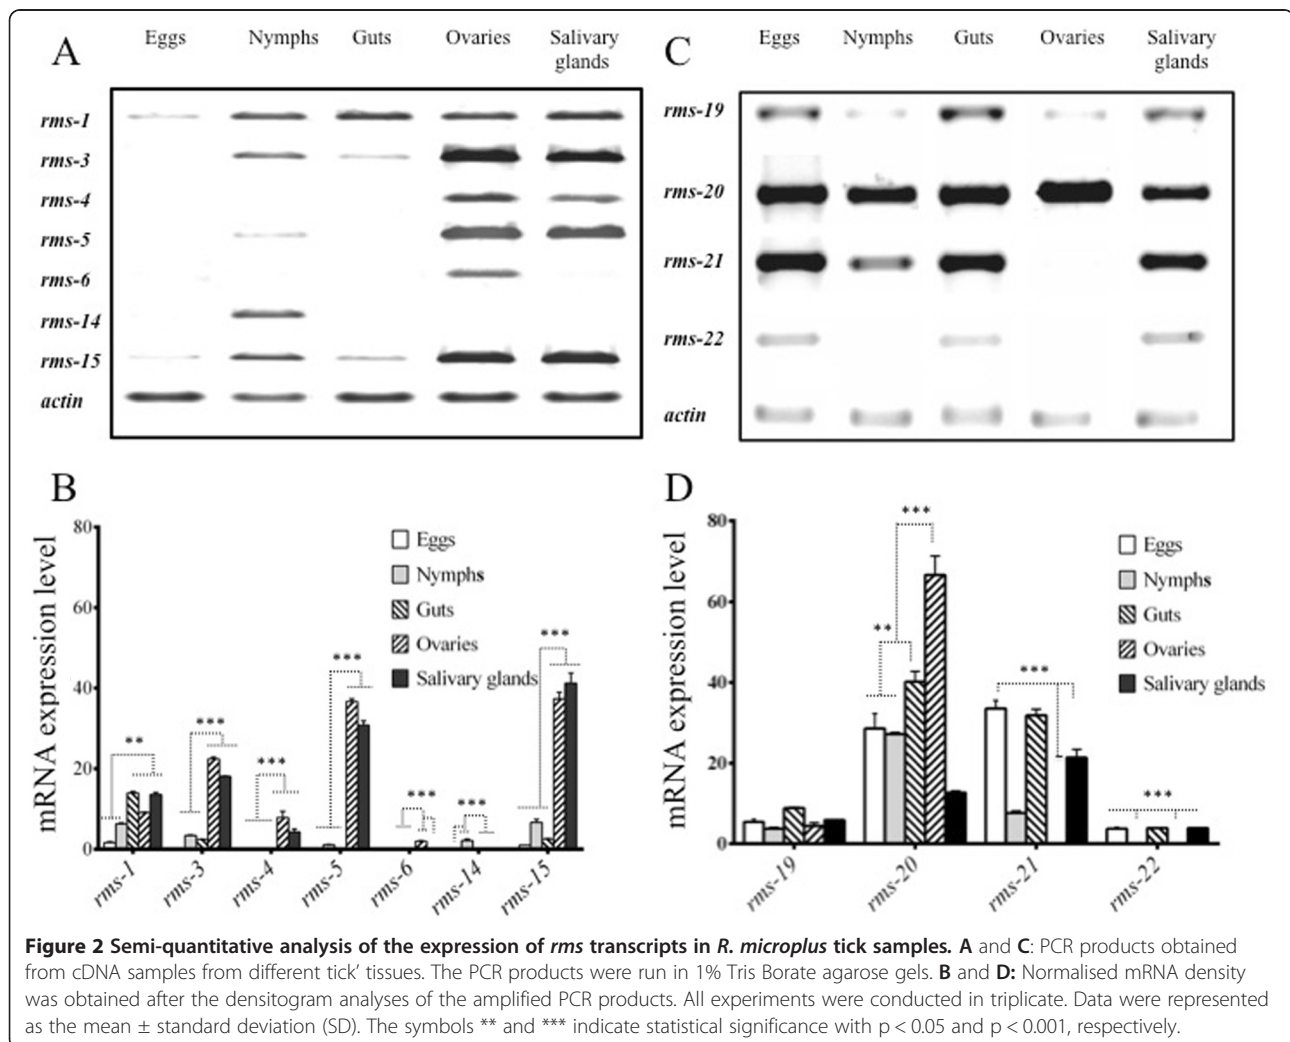 A
Eggs Nymphs Guts Ovaries Salivary glands
rms-1
rms-3
rms-4
rms-5
rms-6
rms-14
rms-15
actin
C
Eggs Nymphs Guts Ovaries Salivary glands
rms-19
rms-20
rms-21
rms-22
actin
B
mRNA expression level
80
60
40
20
0
Eggs
Nymphs
Guts
Ovaries
Salivary glands
** *** *** *** *** *** ***
rms-1 rms-3 rms-4 rms-5 rms-6 rms-14 rms-15
D
mRNA expression level
80
60
40
20
0
Eggs
Nymphs
Guts
Ovaries
Salivary glands
** *** *** ***
rms-19 rms-20 rms-21 rms-22
Figure 2 Semi-quantitative analysis of the expression of rms transcripts in R. microplus tick samples. A and C: PCR products obtained
from cDNA samples from different tick' tissues. The PCR products were run in 1% Tris Borate agarose gels. B and D: Normalised mRNA density
was obtained after the densitogram analyses of the amplified PCR products. All experiments were conducted in triplicate. Data were represented
as the mean ± standard deviation (SD). The symbols ** and *** indicate statistical significance with p < 0.05 and p < 0.001, respectively.